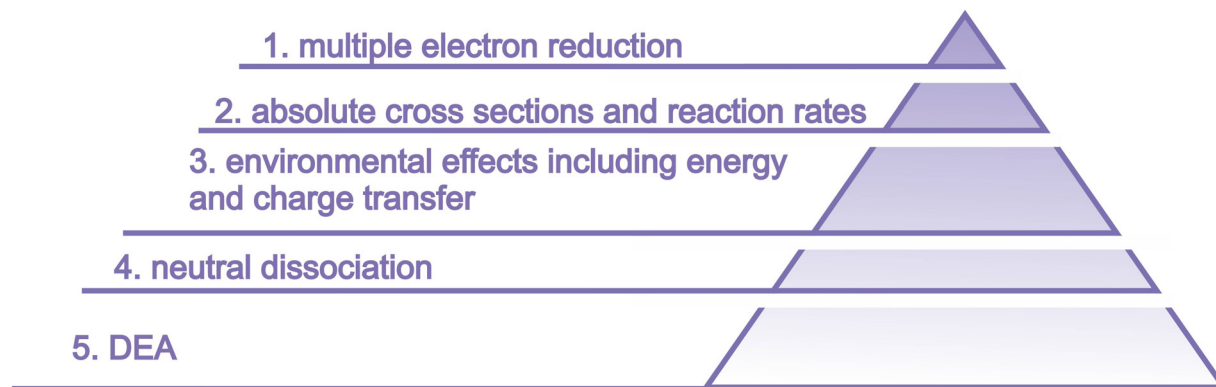 1. multiple electron reduction
2. absolute cross sections and reaction rates
3. environmental effects including energy
and charge transfer
4. neutral dissociation
5. DEA